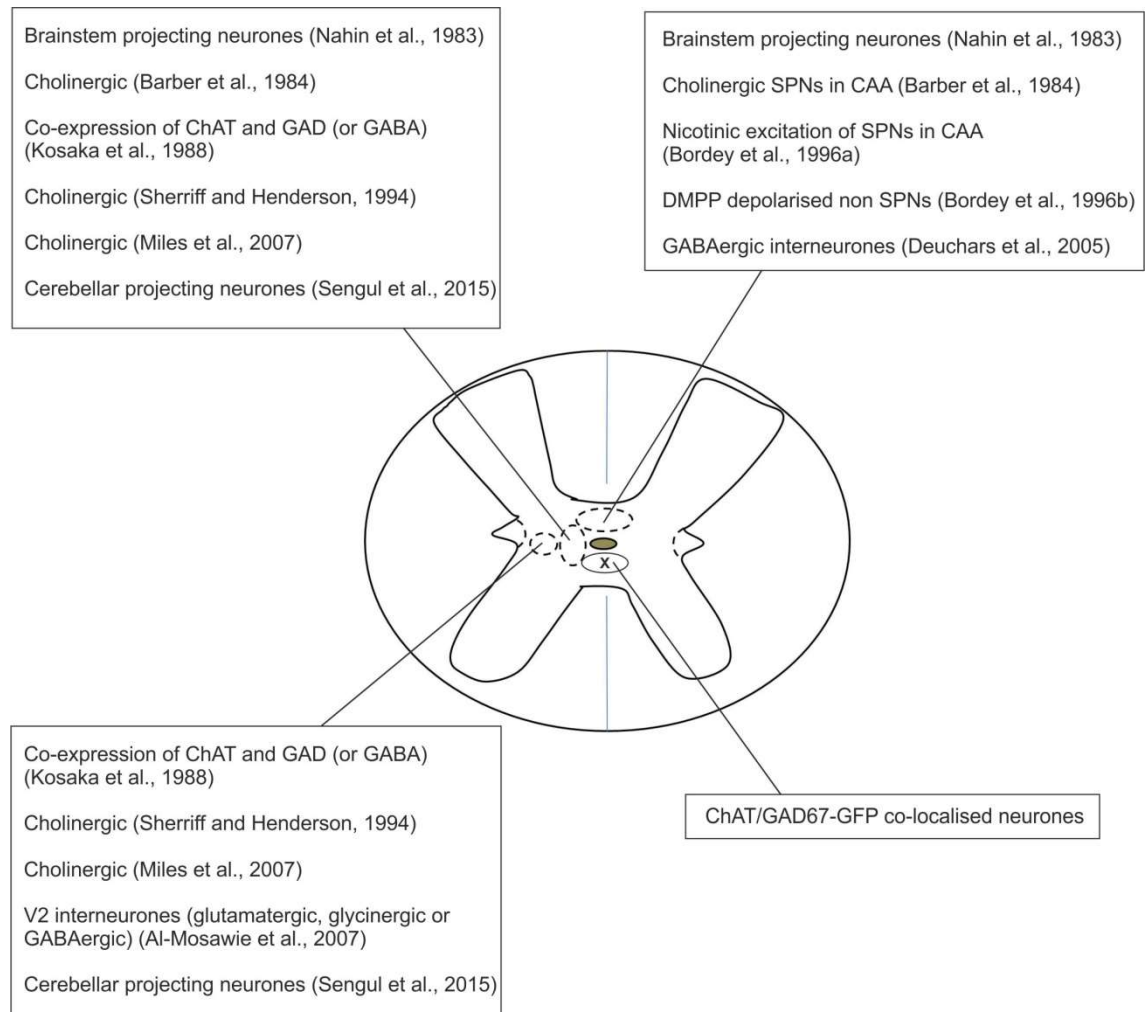 Brainstem projecting neurones (Nahin et al., 1983)
Cholinergic (Barber et al., 1984)
Co-expression of ChAT and GAD (or GABA)
(Kosaka et al., 1988)
Cholinergic (Sherriff and Henderson, 1994)
Cholinergic (Miles et al., 2007)
Cerebellar projecting neurones (Sengul et al., 2015)
Brainstem projecting neurones (Nahin et al., 1983)
Cholinergic SPNs in CAA (Barber et al., 1984)
Nicotinic excitation of SPNs in CAA
(Bordey et al., 1996a)
DMPP depolarised non SPNs (Bordey et al., 1996b)
GABAergic interneurones (Deuchars et al., 2005)
X
Co-expression of ChAT and GAD (or GABA)
(Kosaka et al., 1988)
Cholinergic (Sherriff and Henderson, 1994)
Cholinergic (Miles et al., 2007)
V2 interneurones (glutamatergic, glycinergic or
GABAergic) (Al-Mosawie et al., 2007)
Cerebellar projecting neurones (Sengul et al., 2015)
ChAT/GAD67-GFP co-localised neurones